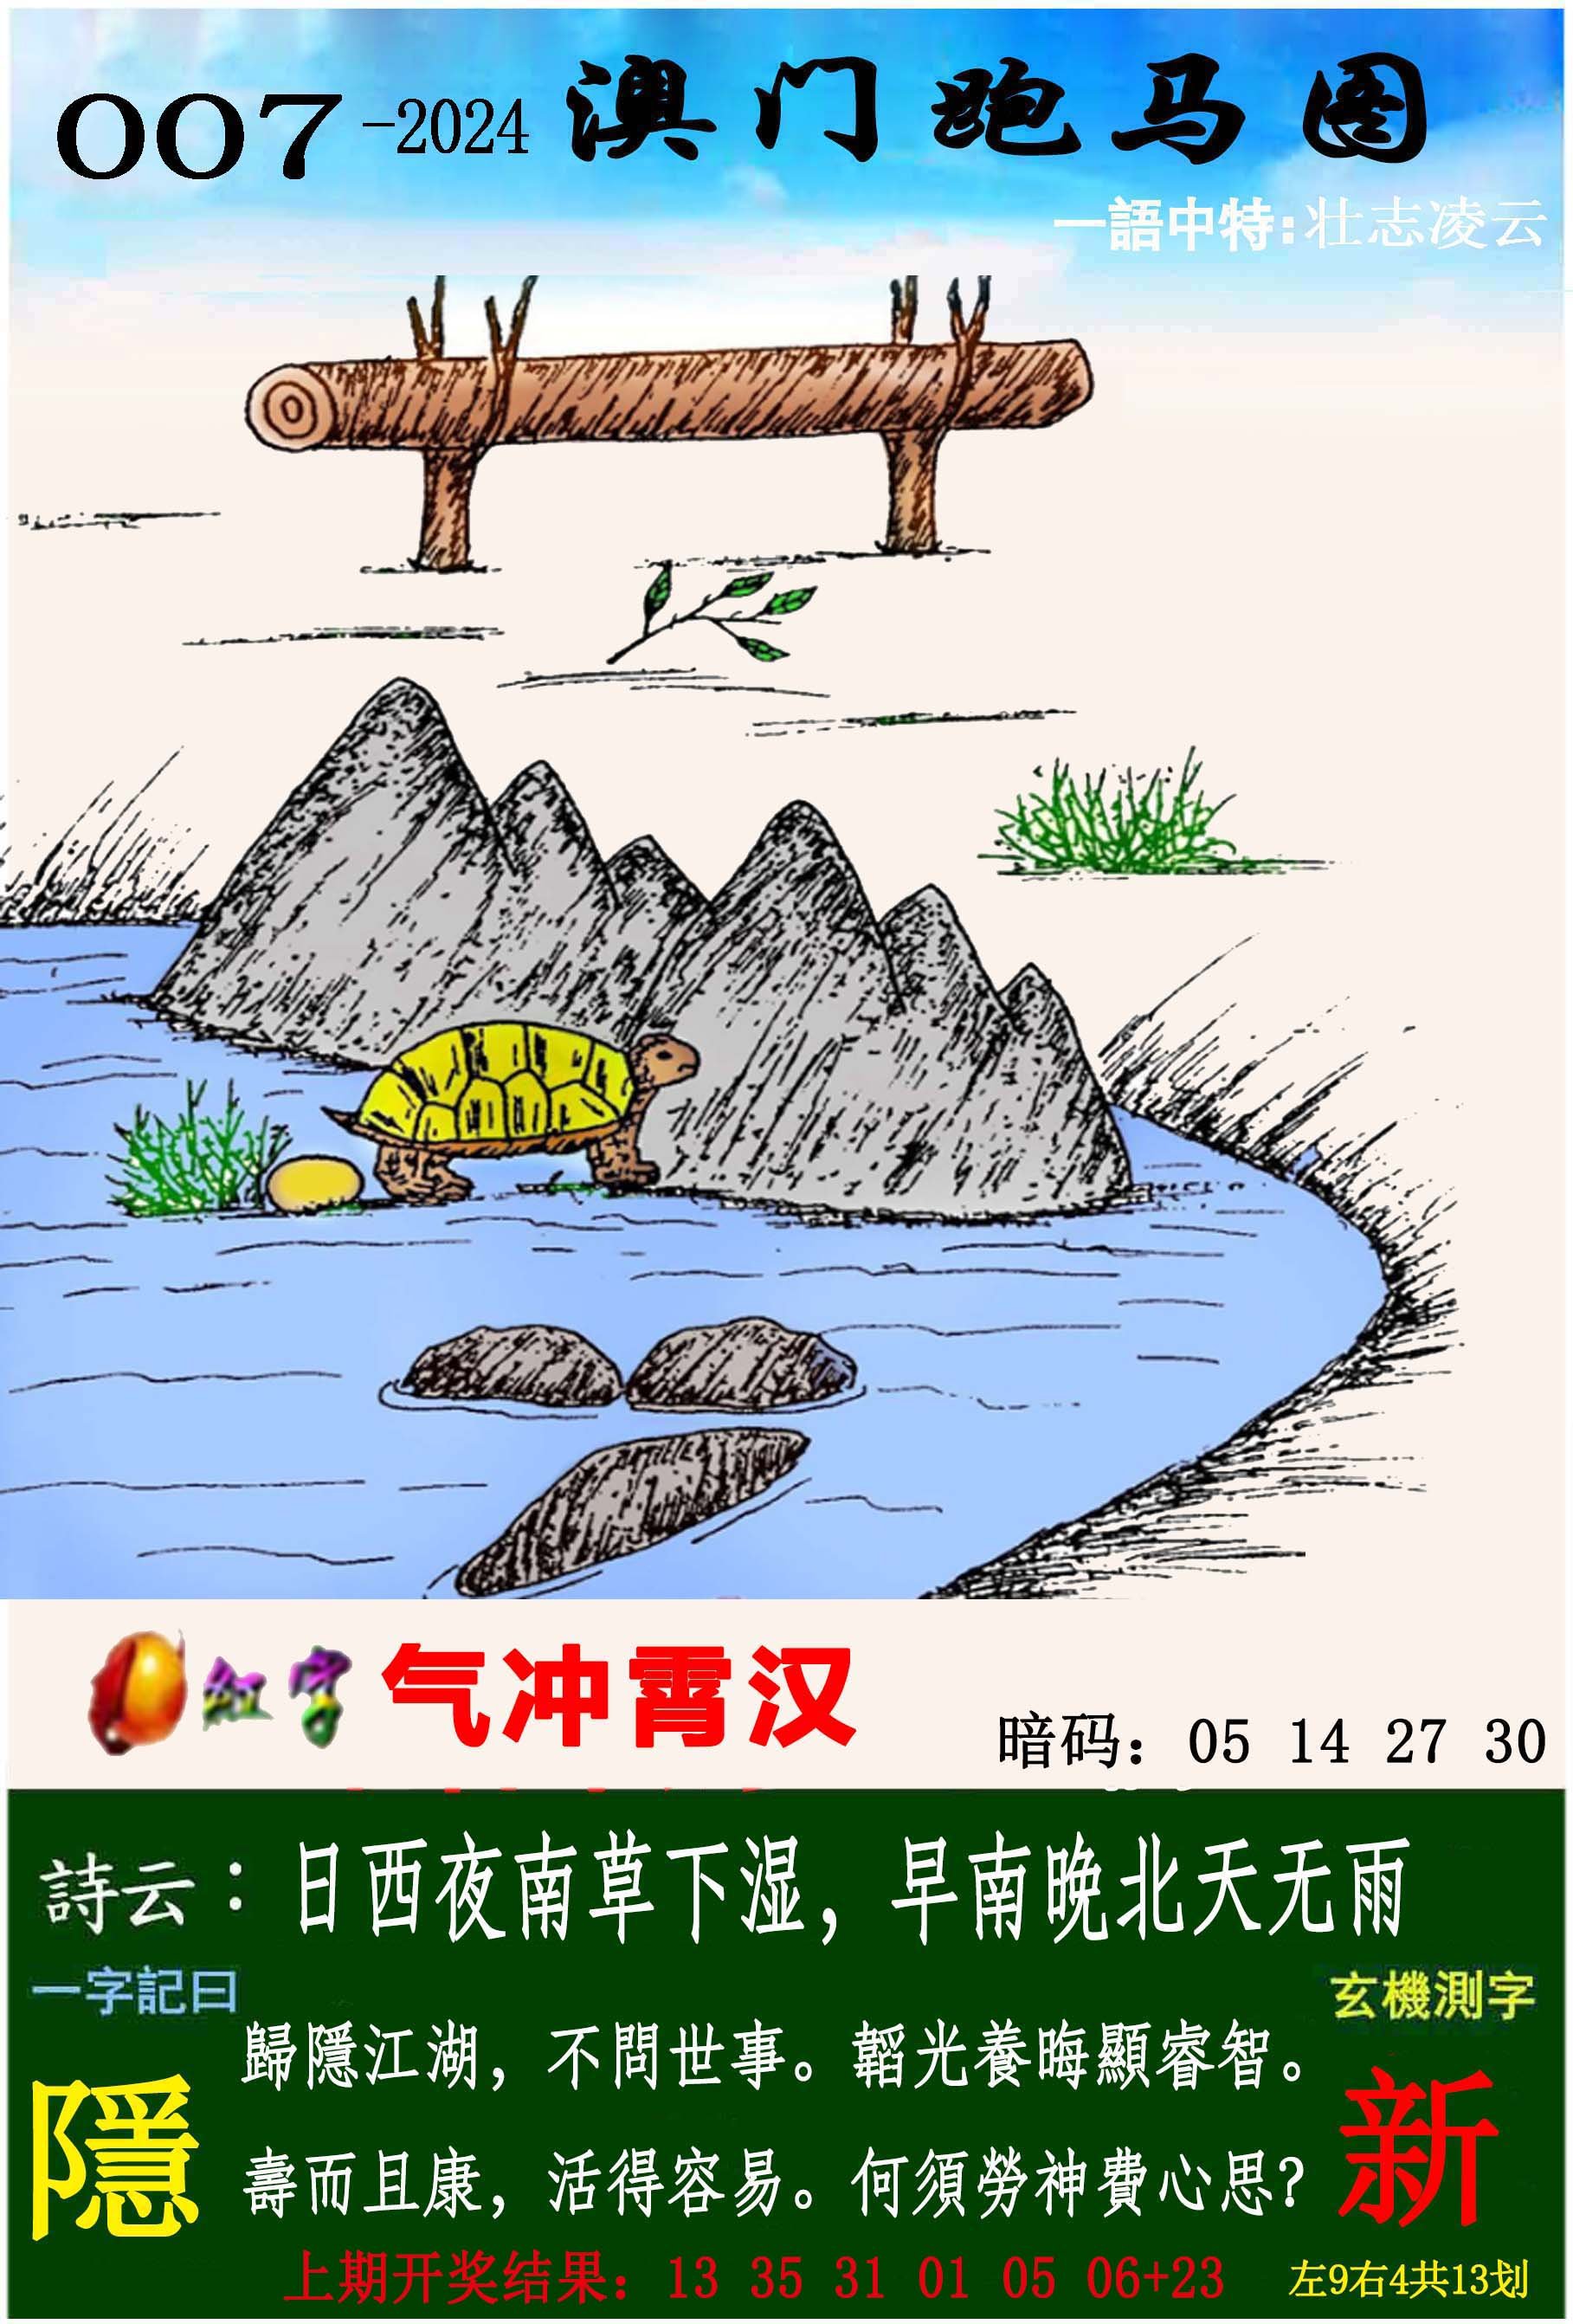 007-2024 澳门跑马图
一語中特:壮志凌云
红字 气冲霄汉
暗码：05 14 27 30
詩云：日西夜南草下湿，早南晚北天无雨
一字記曰
玄機測字
歸隱江湖，不問世事。韜光養晦顯睿智。
隱
新
壽而且康，活得容易。何須勞神費心思？
上期开奖结果：13 35 31 01 05 06+23
左9右4共13划